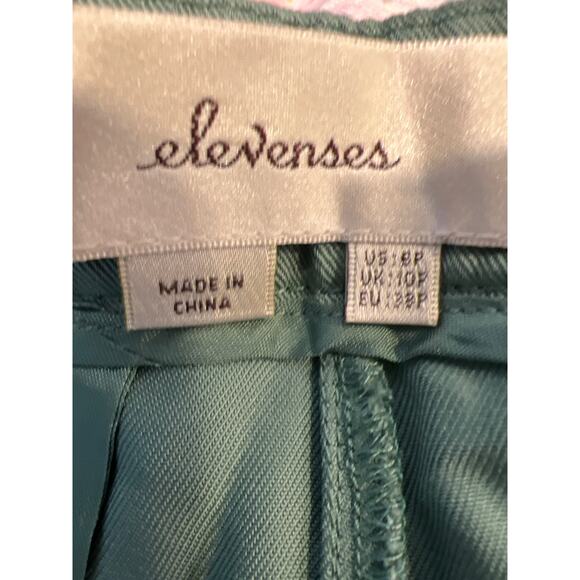 elevenses
MADE IN
CHINA
US: 6P
UK: 10P
EU: 38P